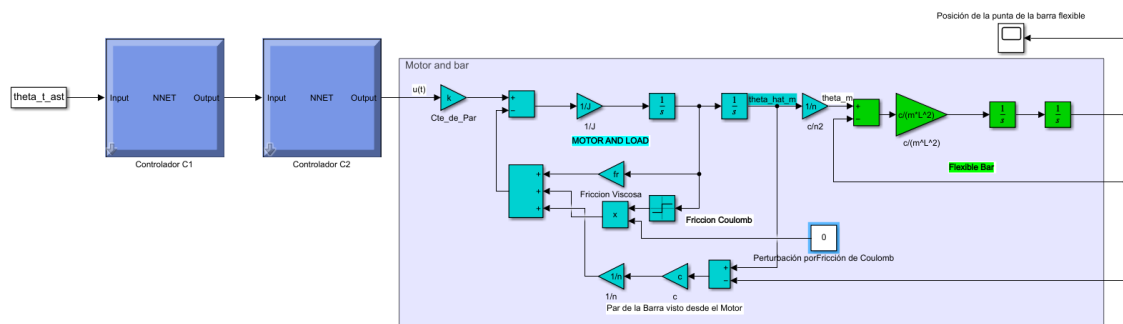 Posición de la punta de la barra flexible
Motor and bar
theta_t_ast
Input NNET Output
Controlador C1
Input NNET Output
Controlador C2
u(t)
k
Cte_de_Par
+
−
1/J
1/J
1
s
1
s
theta_hat_m
1/n
c/n2
theta_m
+
−
c/(m*L^2)
c/(m^L^2)
1
s
1
s
MOTOR AND LOAD
Flexible Bar
+
+
+
fr
Friccion Viscosa
x
Friccion Coulomb
0
Perturbación porFricción de Coulomb
1/n
1/n
c
c
+
−
Par de la Barra visto desde el Motor